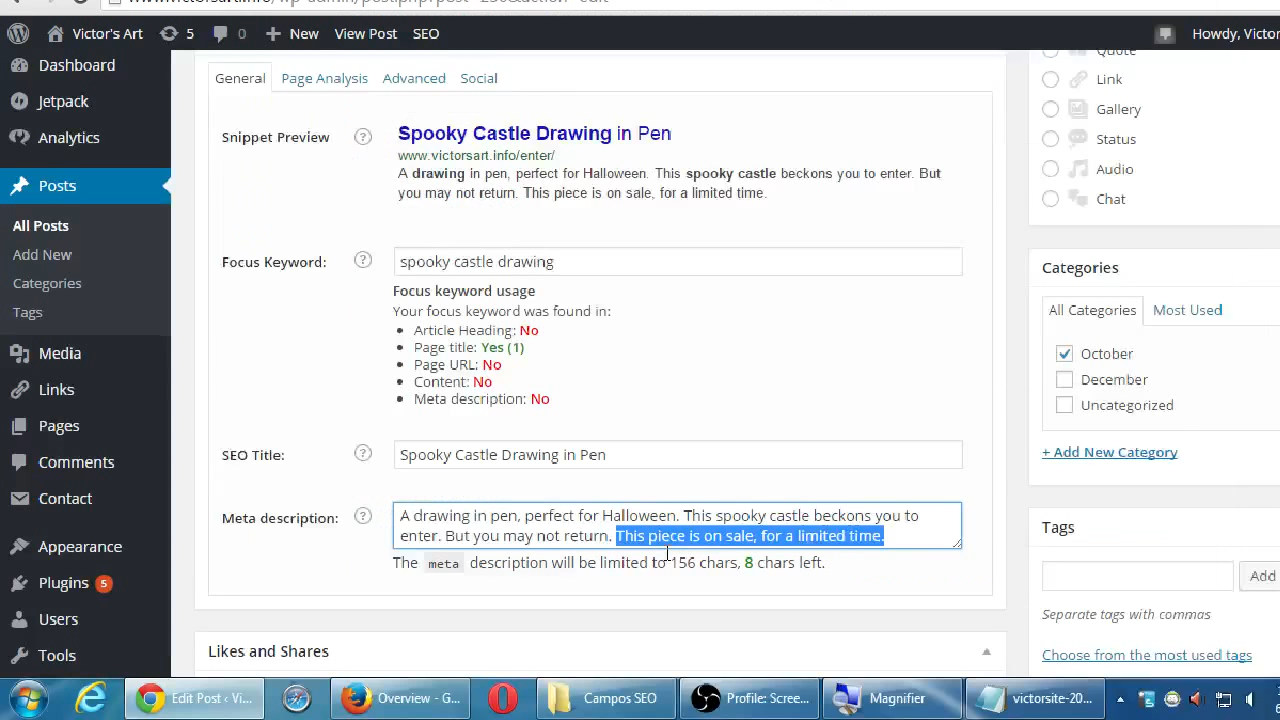 Victor's Art
5
0
New
View Post
SEO
Howdy, Victor
Dashboard
Jetpack
Analytics
Posts
All Posts
Add New
Categories
Tags
Media
Links
Pages
Comments
Contact
Appearance
Plugins 5
Users
Tools
General
Page Analysis
Advanced
Social
Snippet Preview
?
Spooky Castle Drawing in Pen
www.victorsart.info/enter/
A drawing in pen, perfect for Halloween. This spooky castle beckons you to enter. But
you may not return. This piece is on sale, for a limited time.
Focus Keyword:
?
spooky castle drawing
Focus keyword usage
Your focus keyword was found in:
Article Heading: No
Page title: Yes (1)
Page URL: No
Content: No
Meta description: No
SEO Title:
?
Spooky Castle Drawing in Pen
Meta description:
?
A drawing in pen, perfect for Halloween. This spooky castle beckons you to
enter. But you may not return. This piece is on sale, for a limited time.
The meta description will be limited to 156 chars, 8 chars left.
Likes and Shares
Quote
Link
Gallery
Status
Audio
Chat
Categories
All Categories
Most Used
October
December
Uncategorized
+ Add New Category
Tags
Add
Separate tags with commas
Choose from the most used tags
Edit Post ‹ Vi...
Overview - G...
Campos SEO
Profile: Scree...
Magnifier
victorsite-20...